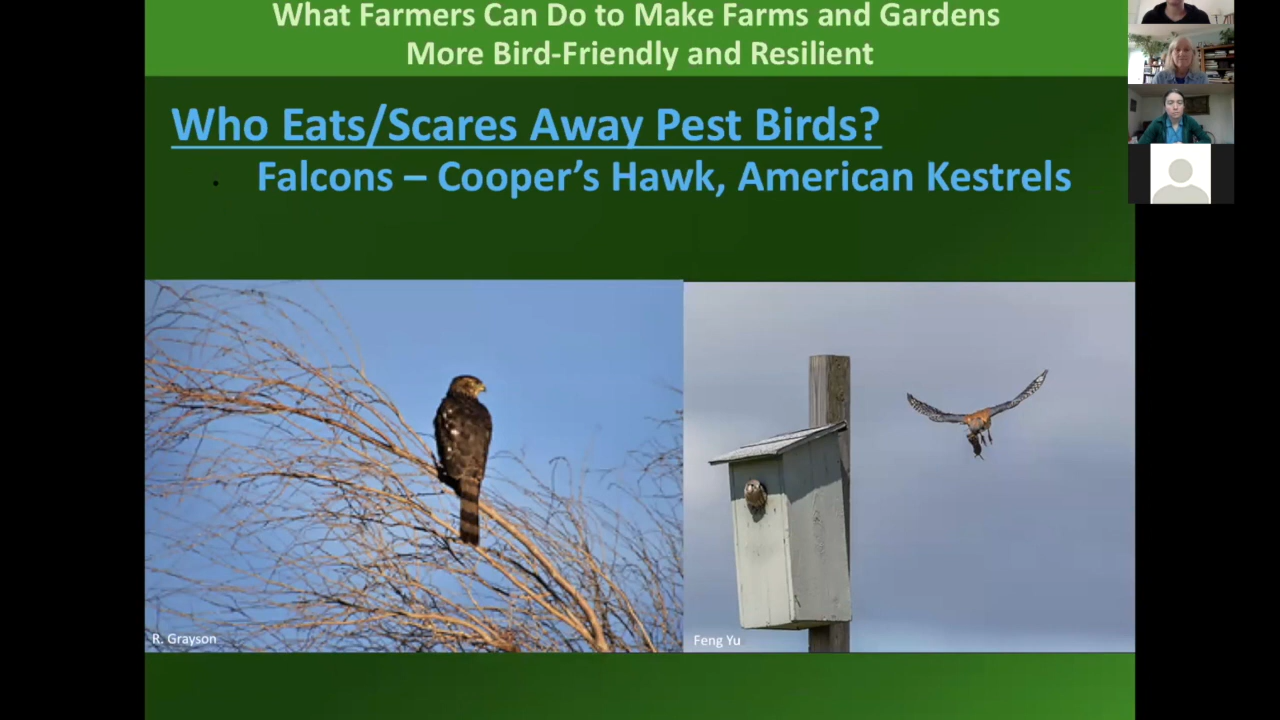 What Farmers Can Do to Make Farms and Gardens
More Bird-Friendly and Resilient
Who Eats/Scares Away Pest Birds?
Falcons – Cooper’s Hawk, American Kestrels
R. Grayson
Feng Yu